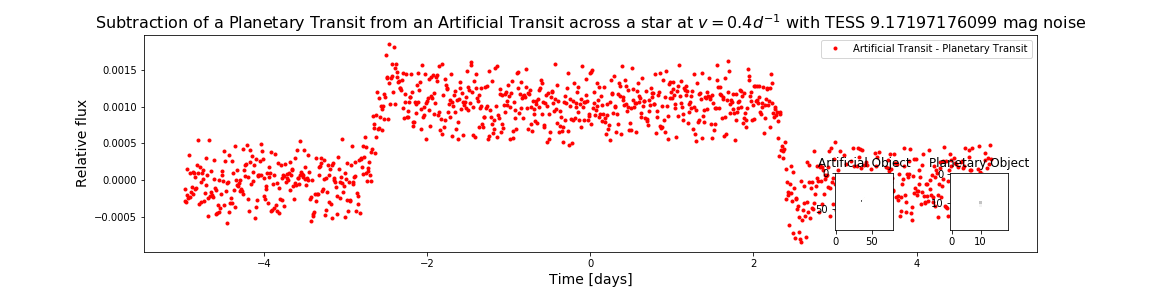 Subtraction of a Planetary Transit from an Artificial Transit across a star at v = 0.4d⁻¹ with TESS 9.17197176099 mag noise
Artificial Transit - Planetary Transit
Relative flux
0.0015
0.0010
0.0005
0.0000
−0.0005
Artificial Object
0
50
0 50
Planetary Object
0
10
0 10
−4 −2 0 2 4
Time [days]